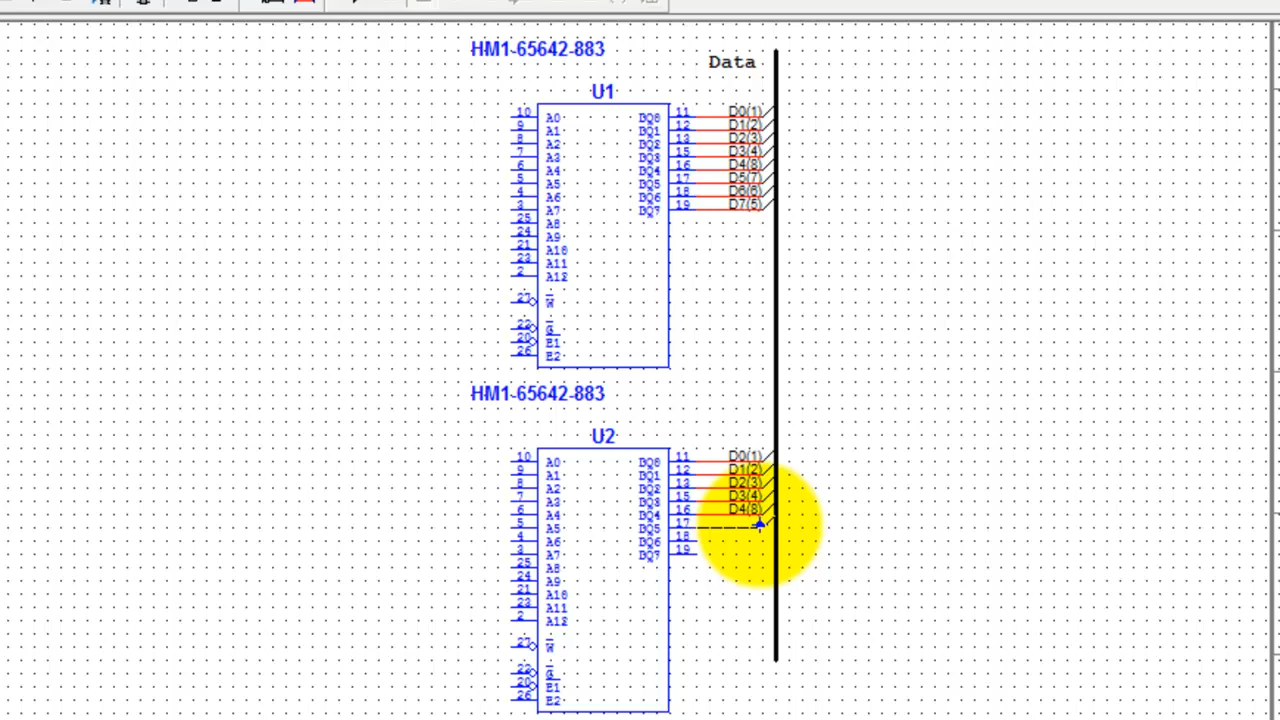 HM1-65642-883
Data
U1
10 A0 DQ0 11 D0(1)
9 A1 DQ1 12 D1(2)
8 A2 DQ2 13 D2(3)
7 A3 DQ3 15 D3(4)
6 A4 DQ4 16 D4(8)
5 A5 DQ5 17 D5(7)
4 A6 DQ6 18 D6(6)
3 A7 DQ7 19 D7(5)
25 A8
24 A9
21 A10
23 A11
2 A12
27 W
22 G
20 E1
26 E2
HM1-65642-883
U2
10 A0 DQ0 11 D0(1)
9 A1 DQ1 12 D1(2)
8 A2 DQ2 13 D2(3)
7 A3 DQ3 15 D3(4)
6 A4 DQ4 16 D4(8)
5 A5 DQ5 17
4 A6 DQ6 18
3 A7 DQ7 19
25 A8
24 A9
21 A10
23 A11
2 A12
27 W
22 G
20 E1
26 E2